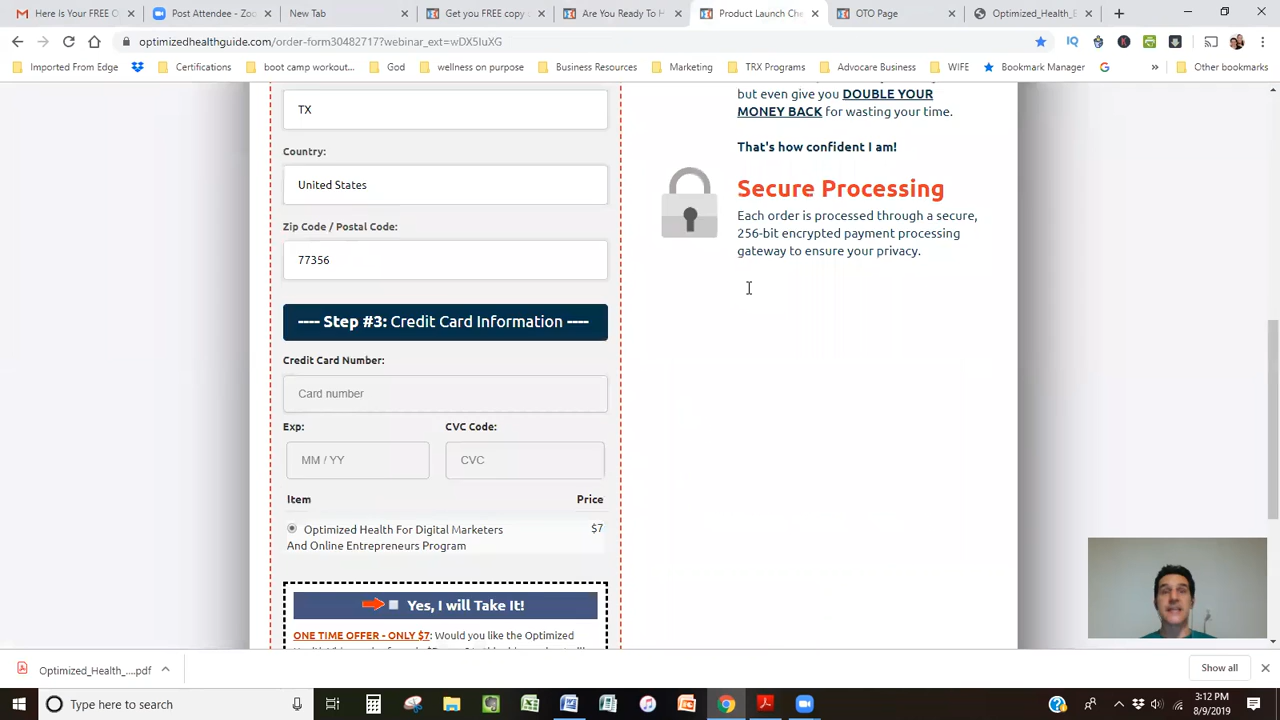 Here Is Your FREE O
Post Attendee - Zoo
New Tab
Get you FREE copy
Are You Ready To H
Product Launch Che
OTO Page
Optimized_Health_E
optimizedhealthguide.com/order-form30482717?webinar_ext=wDX5IuXG
Imported From Edge
Certifications
boot camp workout...
God
wellness on purpose
Business Resources
Marketing
TRX Programs
Advocare Business
WIFE
Bookmark Manager
Other bookmarks
TX
Country:
United States
Zip Code / Postal Code:
77356
---- Step #3: Credit Card Information ----
Credit Card Number:
Card number
Exp:
CVC Code:
MM / YY
CVC
Item
Price
Optimized Health For Digital Marketers
$7
And Online Entrepreneurs Program
Yes, I will Take It!
ONE TIME OFFER - ONLY $7: Would you like the Optimized
but even give you DOUBLE YOUR
MONEY BACK for wasting your time.
That's how confident I am!
Secure Processing
Each order is processed through a secure,
256-bit encrypted payment processing
gateway to ensure your privacy.
Optimized_Health_....pdf
Show all
Type here to search
3:12 PM
8/9/2019